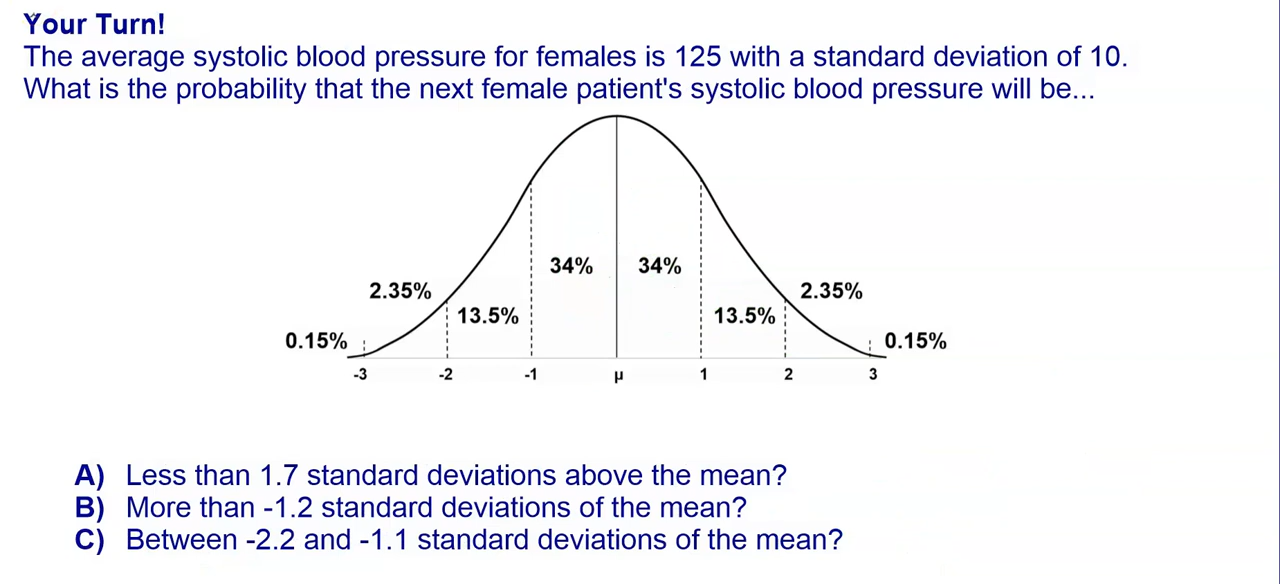 Your Turn!
The average systolic blood pressure for females is 125 with a standard deviation of 10.
What is the probability that the next female patient's systolic blood pressure will be...
34% 34%
2.35% 2.35%
13.5% 13.5%
0.15% 0.15%
-3 -2 -1 µ 1 2 3
A) Less than 1.7 standard deviations above the mean?
B) More than -1.2 standard deviations of the mean?
C) Between -2.2 and -1.1 standard deviations of the mean?